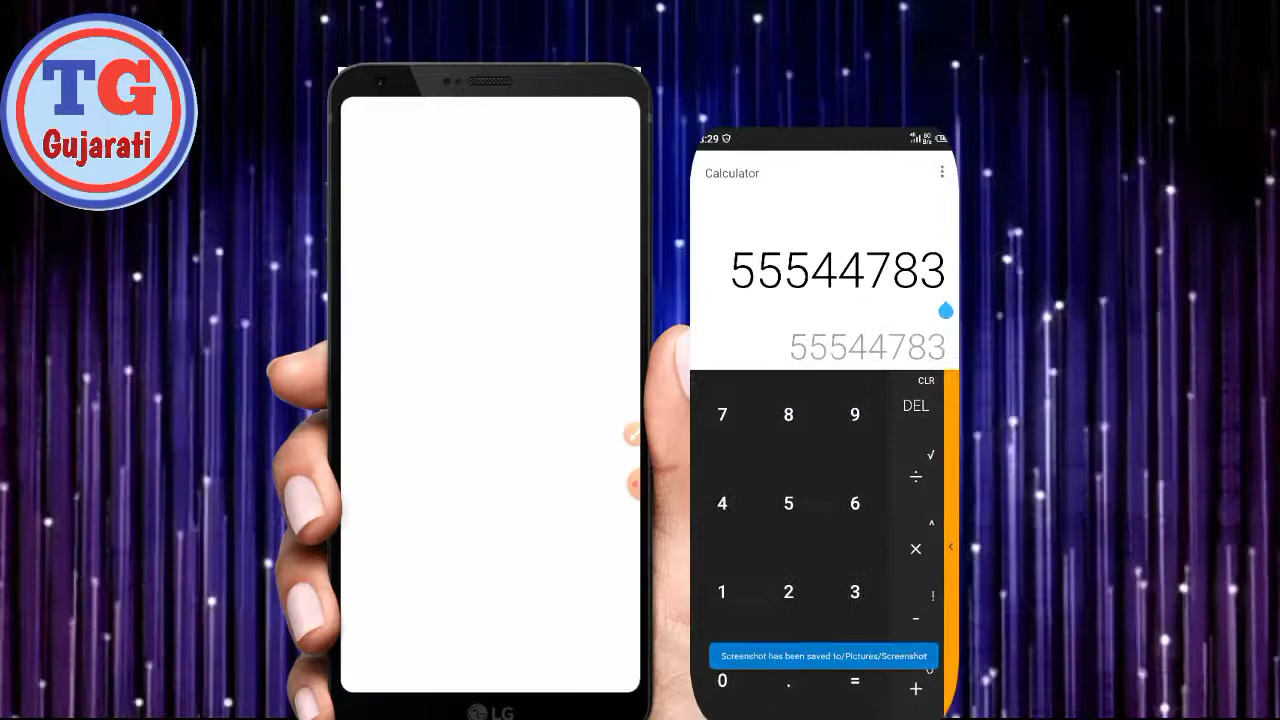 TG
Gujarati
3:29
Calculator
55544783
55544783
CLR
DEL
7 8 9
√
÷
4 5 6
^
×
1 2 3
!
-
Screenshot has been saved to/Pictures/Screenshot
0 . =
+
LG